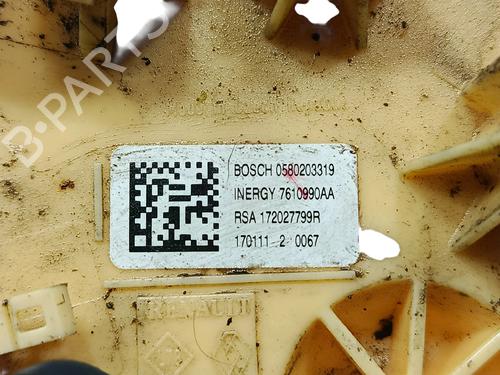 B-PARTS
BOSCH 0580203319
INERGY 7610990AA
RSA 172027799R
170111 2 0067
RENAULT